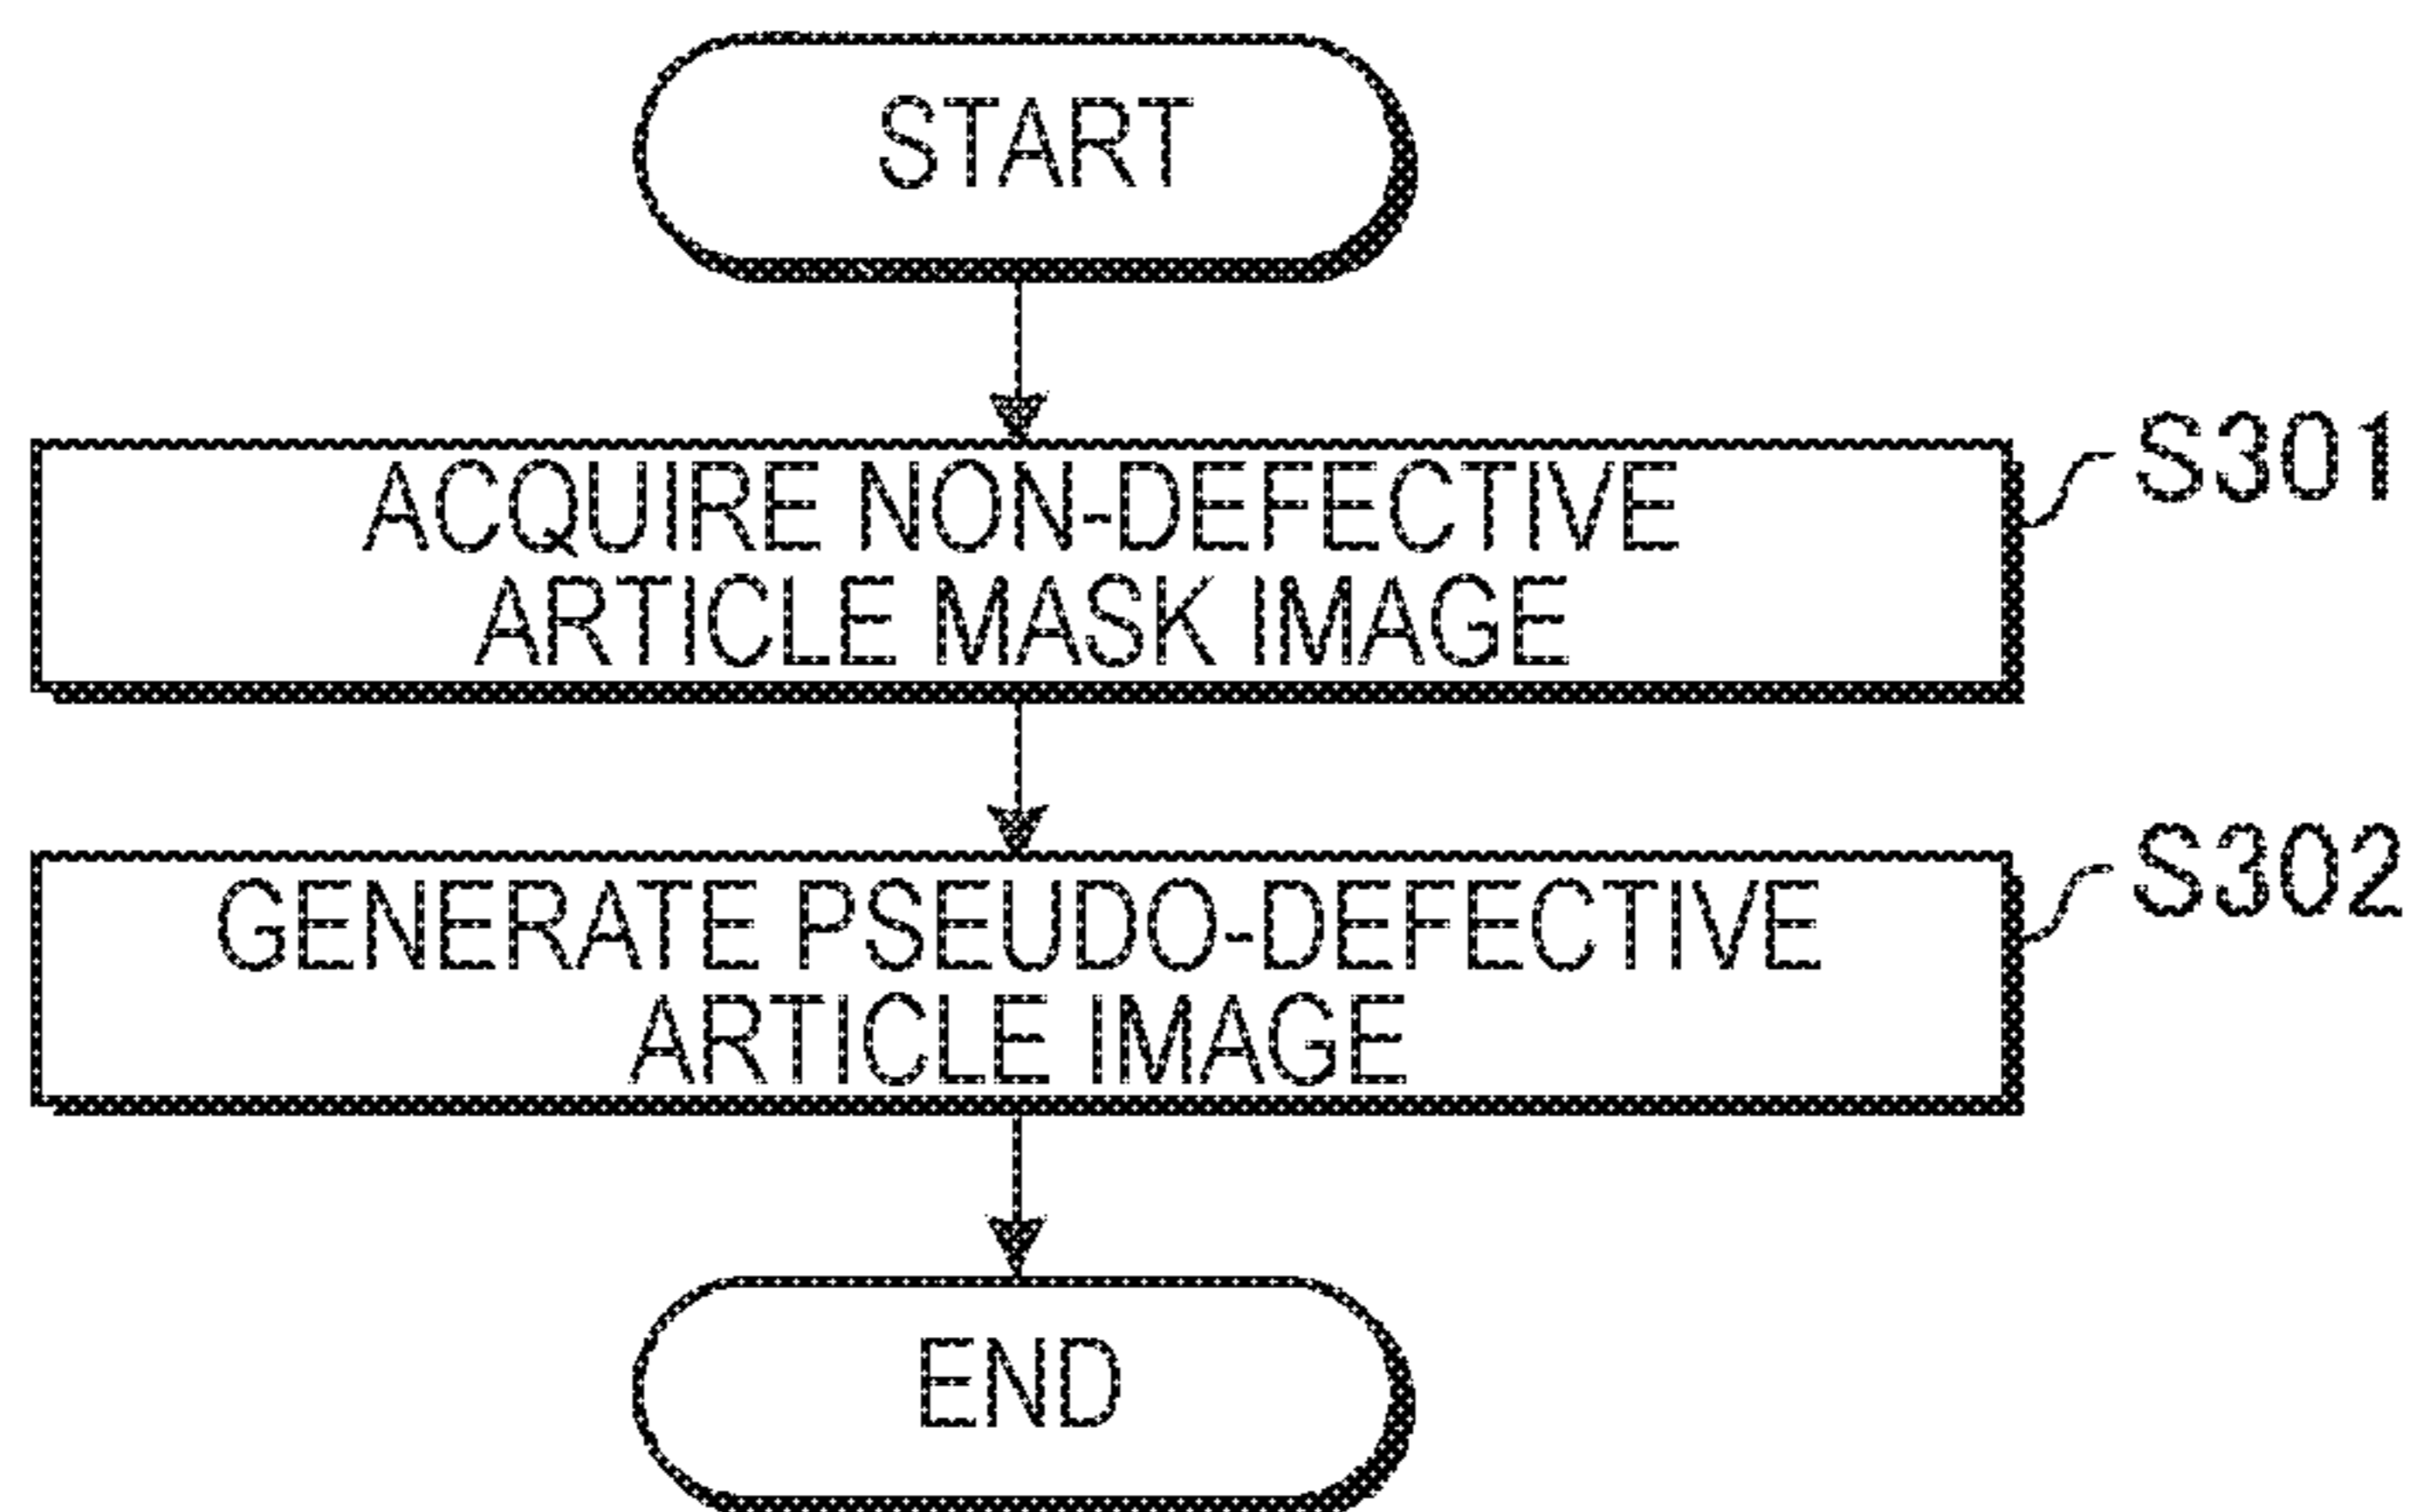 START
ACQUIRE NON-DEFECTIVE
ARTICLE MASK IMAGE
S301
GENERATE PSEUDO-DEFECTIVE
ARTICLE IMAGE
S302
END